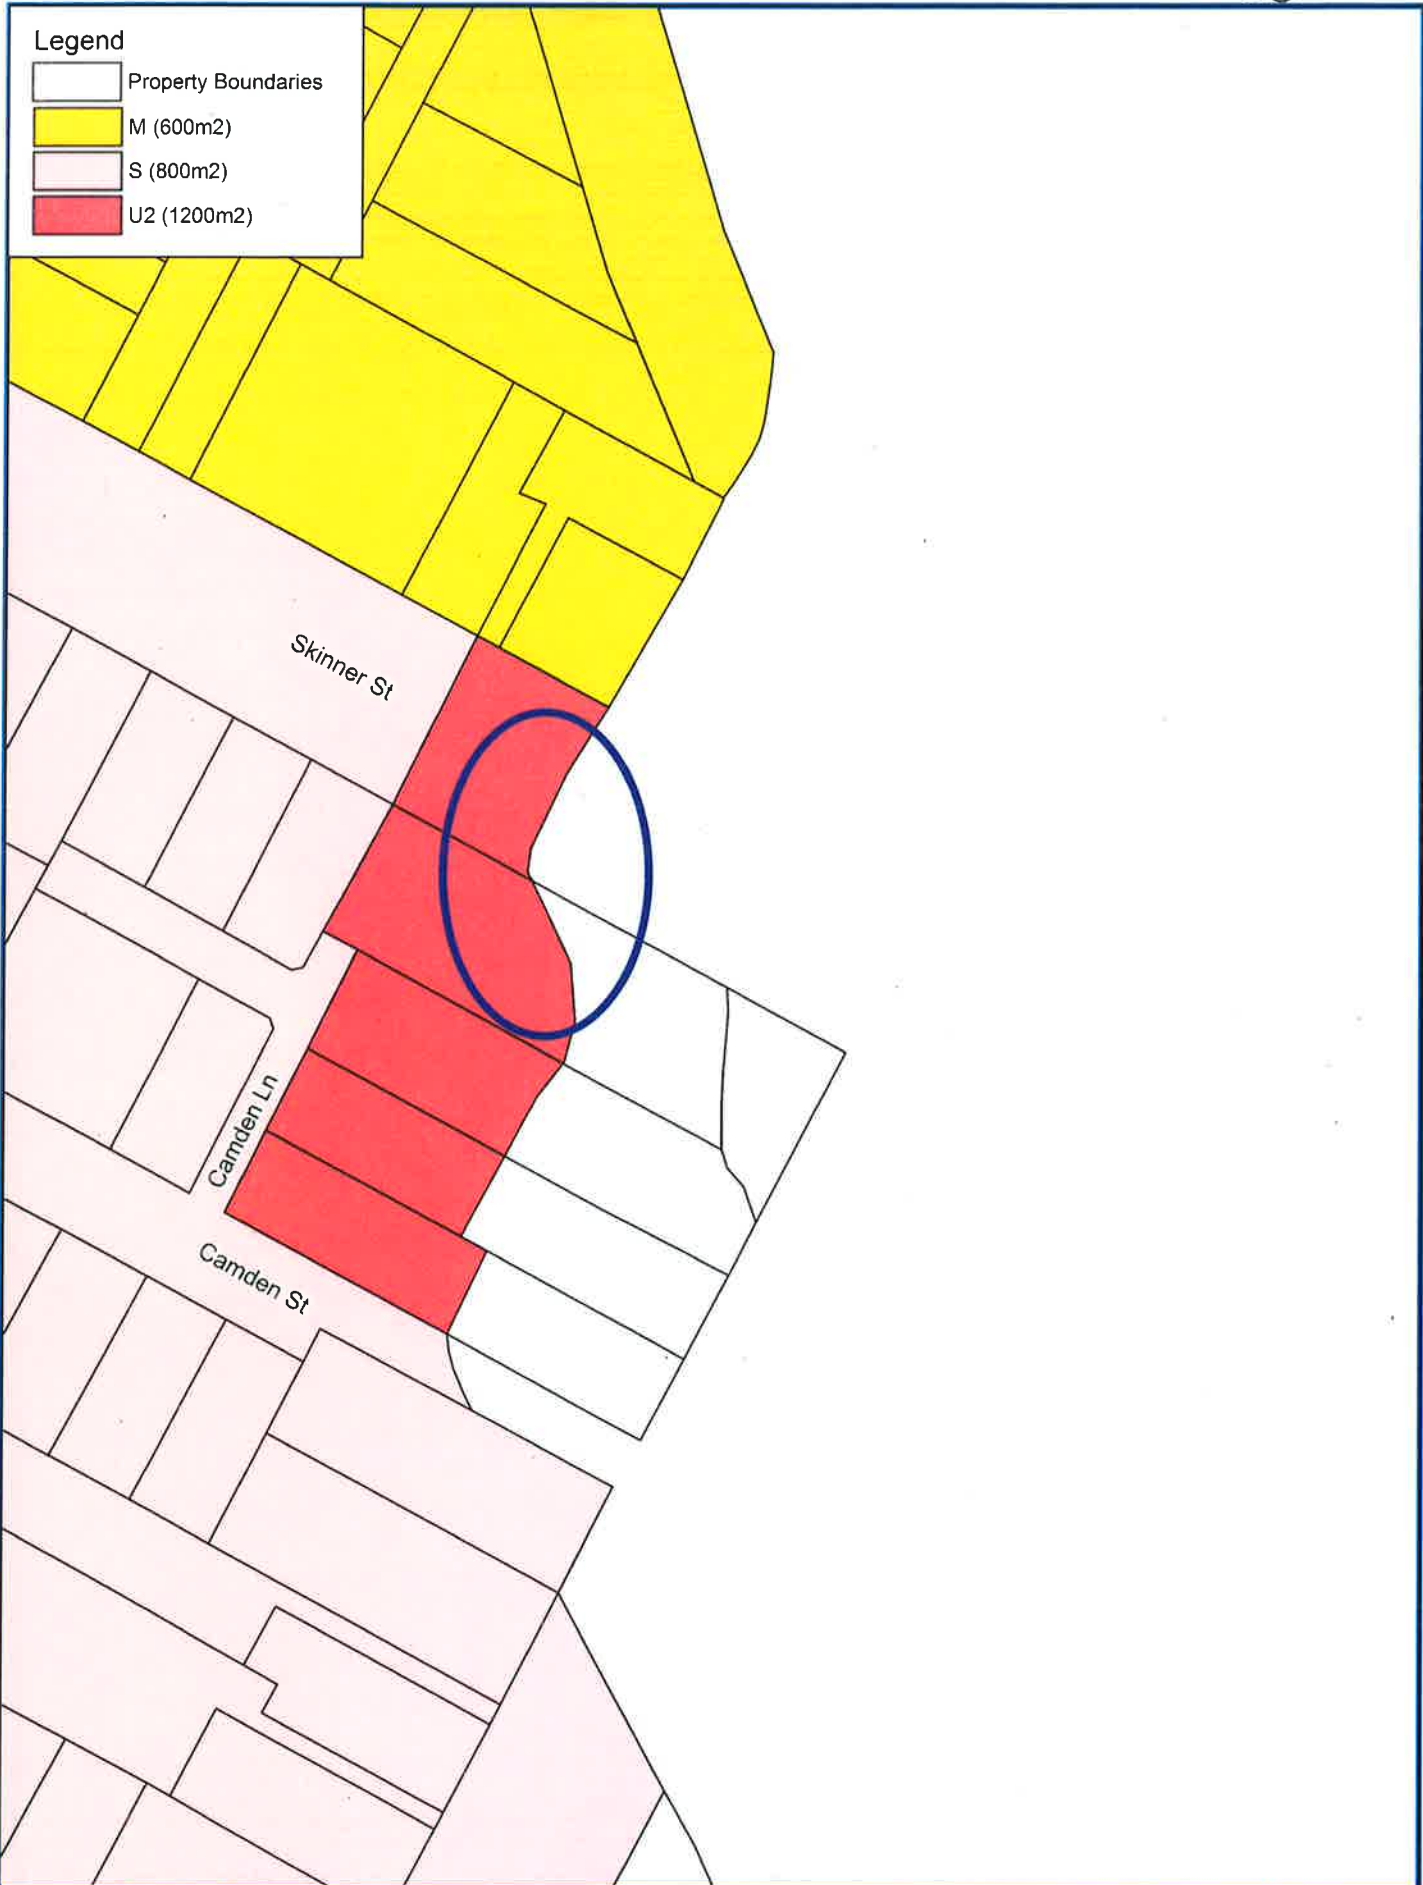 Legend
Property Boundaries
M (600m2)
S (800m2)
U2 (1200m2)
Skinner St
Camden Ln
Camden St